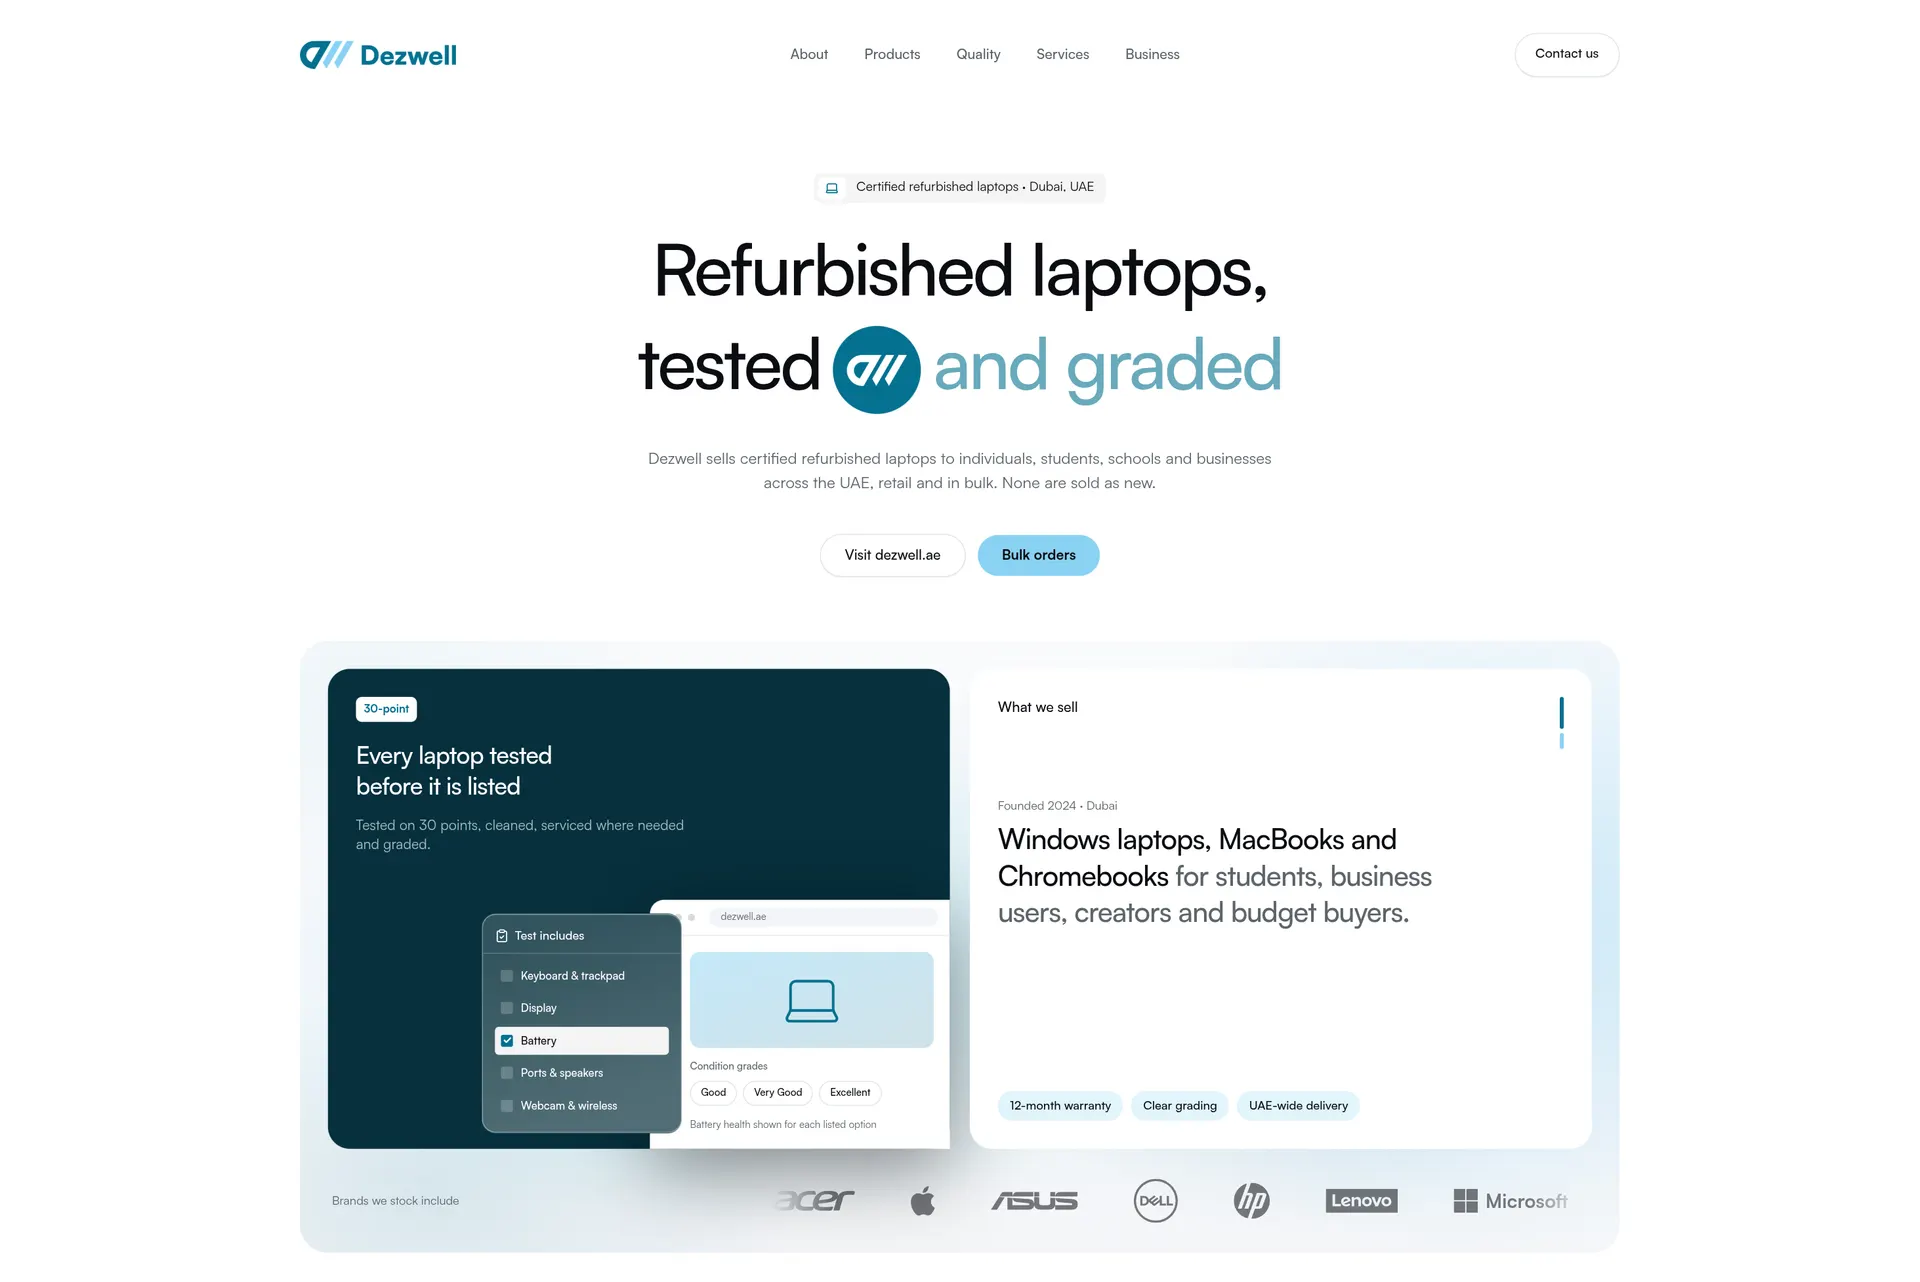 Dezwell
About
Products
Quality
Services
Business
Contact us
Certified refurbished laptops • Dubai, UAE
Refurbished laptops,
tested and graded
Dezwell sells certified refurbished laptops to individuals, students, schools and businesses
across the UAE, retail and in bulk. None are sold as new.
Visit dezwell.ae
Bulk orders
30-point
Every laptop tested
before it is listed
Tested on 30 points, cleaned, serviced where needed
and graded.
Test includes
Keyboard & trackpad
Display
Battery
Ports & speakers
Webcam & wireless
dezwell.ae
Condition grades
Good
Very Good
Excellent
Battery health shown for each listed option
What we sell
Founded 2024 • Dubai
Windows laptops, MacBooks and
Chromebooks for students, business
users, creators and budget buyers.
12-month warranty
Clear grading
UAE-wide delivery
Brands we stock include
acer
ASUS
DELL
hp
Lenovo
Microsoft